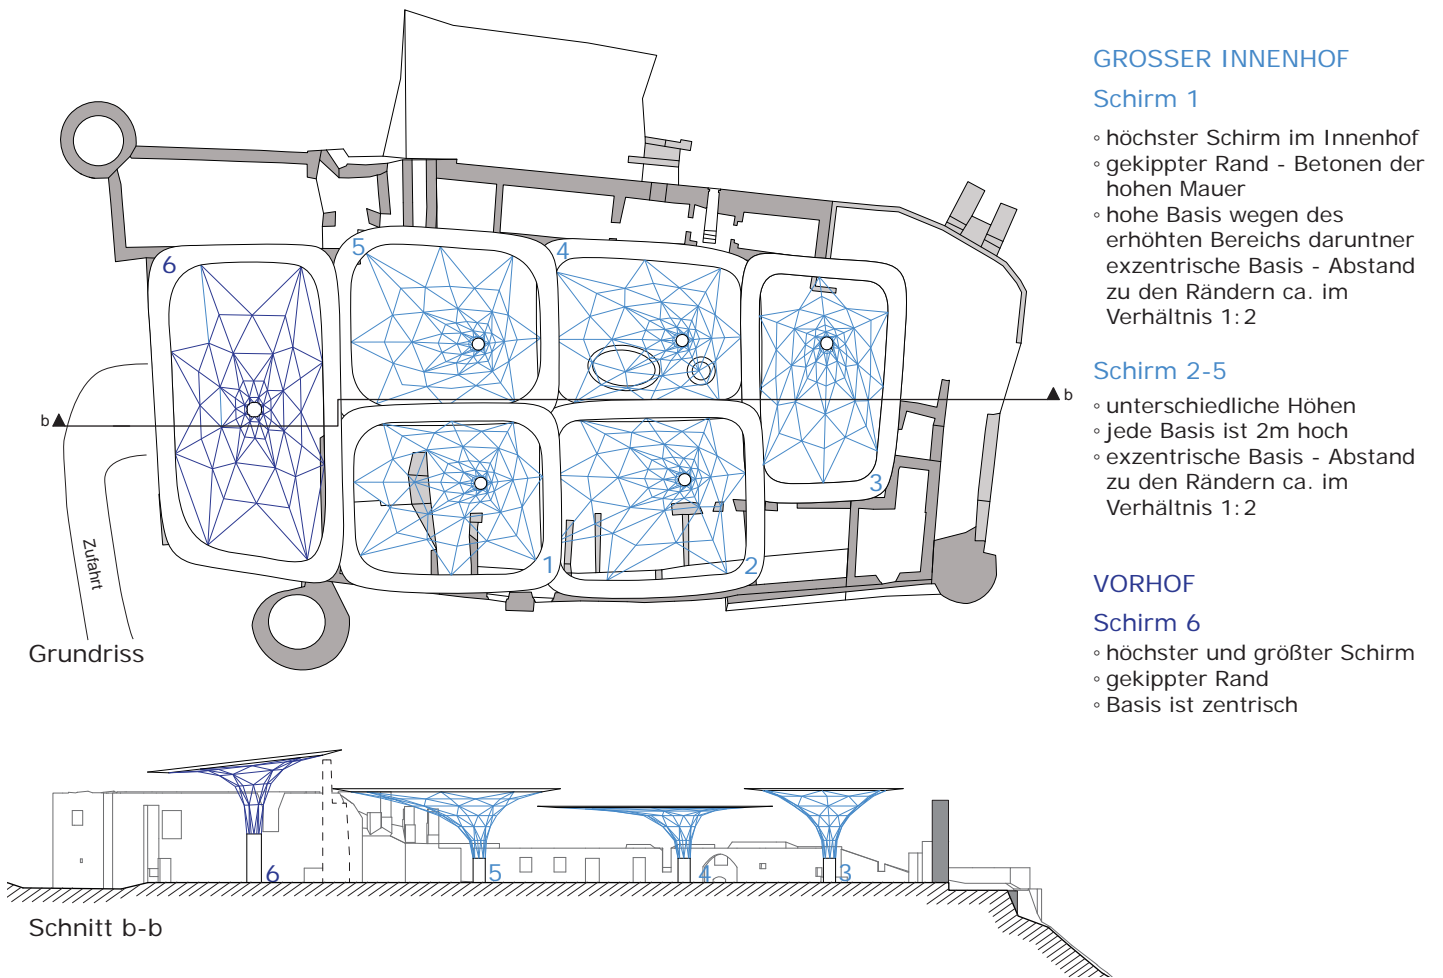 GROSSER INNENHOF
Schirm 1
◦ höchster Schirm im Innenhof
◦ gekippter Rand - Betonen der
hohen Mauer
◦ hohe Basis wegen des
erhöhten Bereichs daruntner
exzentrische Basis - Abstand
zu den Rändern ca. im
Verhältnis 1:2
Schirm 2-5
◦ unterschiedliche Höhen
◦ jede Basis ist 2m hoch
◦ exzentrische Basis - Abstand
zu den Rändern ca. im
Verhältnis 1:2
VORHOF
Schirm 6
◦ höchster und größter Schirm
◦ gekippter Rand
◦ Basis ist zentrisch
6
5
4
b
b
3
1
2
Zufahrt
Grundriss
6
5
4
3
Schnitt b-b